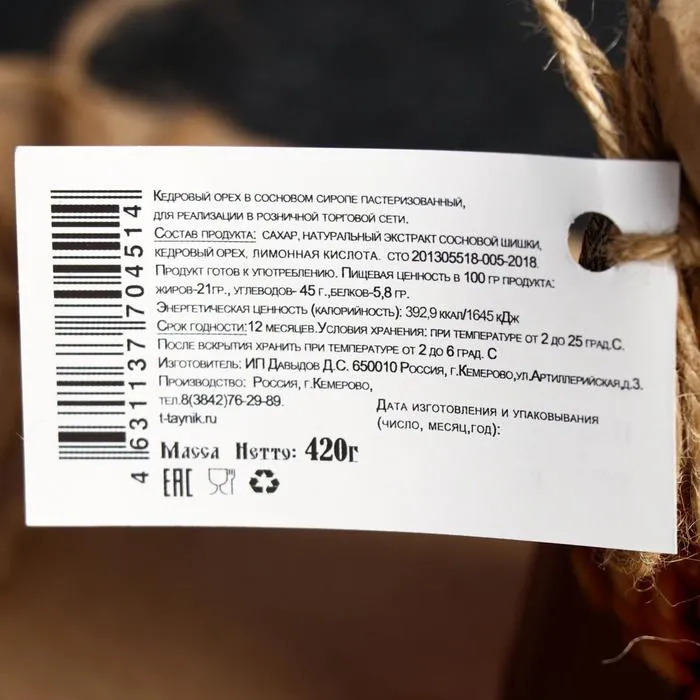 Кедровый орех в сосновом сиропе пастеризованный,
для реализации в розничной торговой сети.
Состав продукта: сахар, натуральный экстракт сосновой шишки,
кедровый орех, лимонная кислота. СТО 201305518-005-2018.
Продукт готов к употреблению. Пищевая ценность в 100 гр продукта:
жиров-21гр., углеводов- 45 г.,белков-5,8 гр.
Энергетическая ценность (калорийность): 392,9 ккал/1645 кДж
Срок годности:12 месяцев.Условия хранения: при температуре от 2 до 25 град.С.
После вскрытия хранить при температуре от 2 до 6 град. С
Изготовитель: ИП Давыдов Д.С. 650010 Россия, г.Кемерово,ул.Артиллерийская,д.3.
Производство: Россия, г.Кемерово,
тел.8(3842)76-29-89.
t-taynik.ru
Дата изготовления и упаковывания
(число, месяц,год):
Масса Нетто: 420г
EAC
4 631137 704514